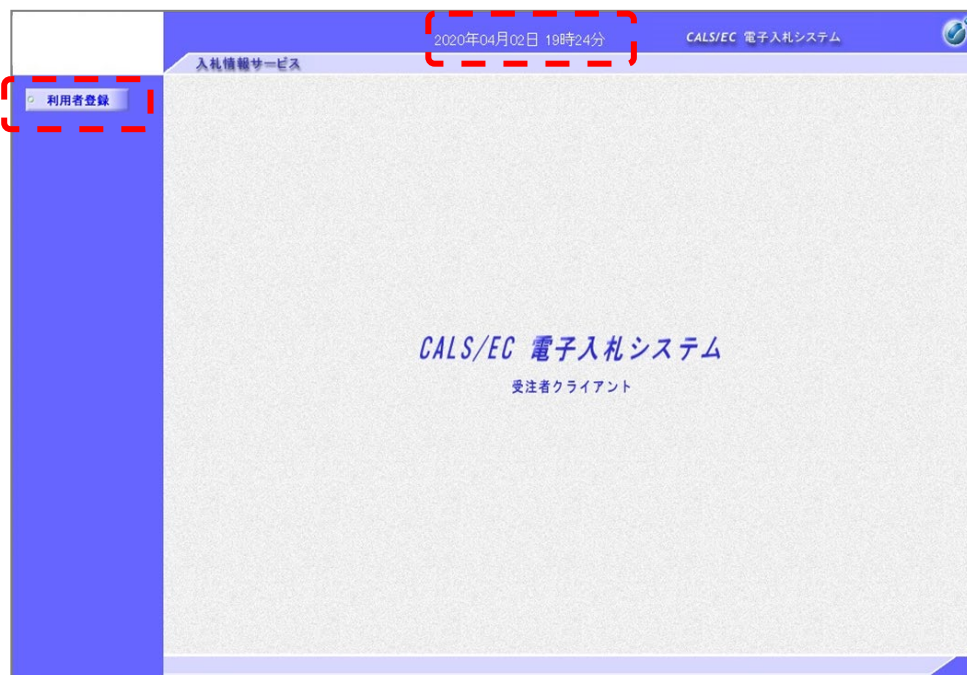 2020年04月02日 19時24分
CALS/EC 電子入札システム
入札情報サービス
利用者登録
CALS/EC 電子入札システム
受注者クライアント